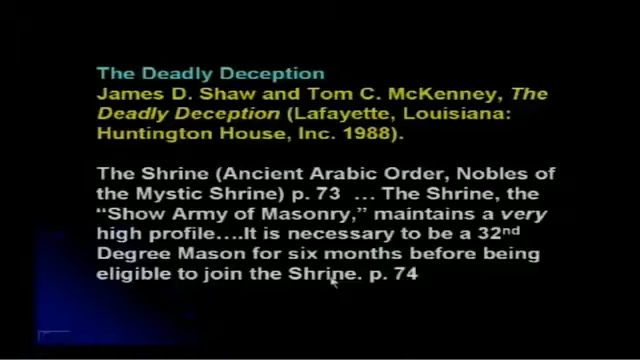 The Deadly Deception
James D. Shaw and Tom C. McKenney, The
Deadly Deception (Lafayette, Louisiana:
Huntington House, Inc. 1988).
The Shrine (Ancient Arabic Order, Nobles of
the Mystic Shrine) p. 73 ... The Shrine, the
“Show Army of Masonry,” maintains a very
high profile....It is necessary to be a 32nd
Degree Mason for six months before being
eligible to join the Shrine. p. 74